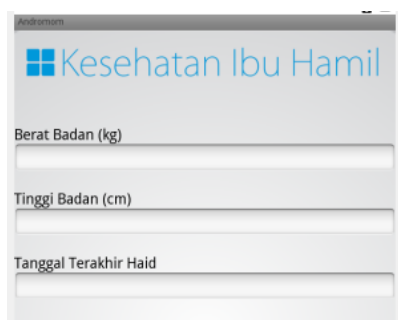 Andromom
Kesehatan Ibu Hamil
Berat Badan (kg)
Tinggi Badan (cm)
Tanggal Terakhir Haid